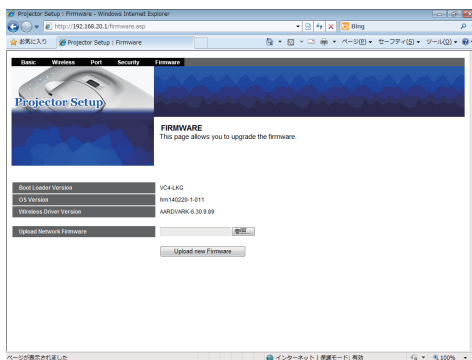 Projector Setup : Firmware - Windows Internet Explorer
http://192.168.20.1/firmware.asp
Bing
お気に入り
Projector Setup : Firmware
ページ(P)
セーフティ(S)
ツール(O)
Basic Wireless Port Security Firmware
Projector Setup
FIRMWARE
This page allows you to upgrade the firmware.
Boot Loader Version VC4-LKG
OS Version hm140220-1-011
Wireless Driver Version AARDVARK-6.30.9.89
Upload Network Firmware 参照...
Upload new Firmware
ページが表示されました インターネット | 保護モード: 有効 100%